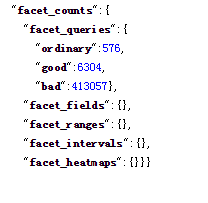 "facet_counts":{
"facet_queries":{
"ordinary":576,
"good":6304,
"bad":413057},
"facet_fields":{},
"facet_ranges":{},
"facet_intervals":{},
"facet_heatmaps":{}}}